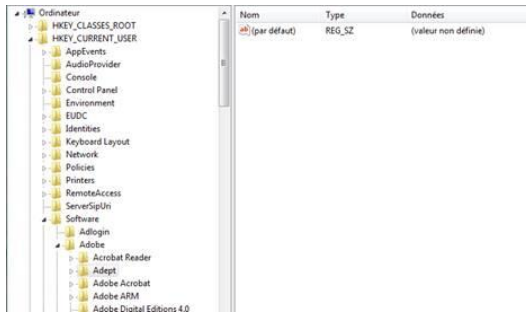 Ordinateur
HKEY_CLASSES_ROOT
HKEY_CURRENT_USER
AppEvents
AudioProvider
Console
Control Panel
Environment
EUDC
Identities
Keyboard Layout
Network
Policies
Printers
RemoteAccess
ServerSipUri
Software
Adlogin
Adobe
Acrobat Reader
Adept
Adobe Acrobat
Adobe ARM
Adobe Digital Editions 4.0
Nom Type Données
ab (par défaut) REG_SZ (valeur non définie)